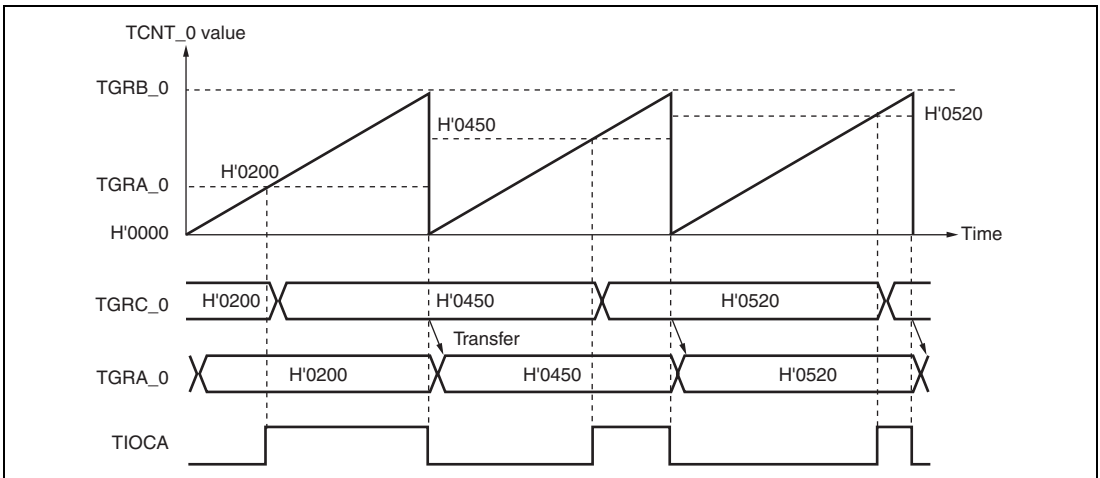 TCNT_0 value
TGRB_0
H'0520
H'0450
H'0200
TGRA_0
H'0000
Time
TGRC_0
H'0200
H'0450
H'0520
Transfer
TGRA_0
H'0200
H'0450
H'0520
TIOCA